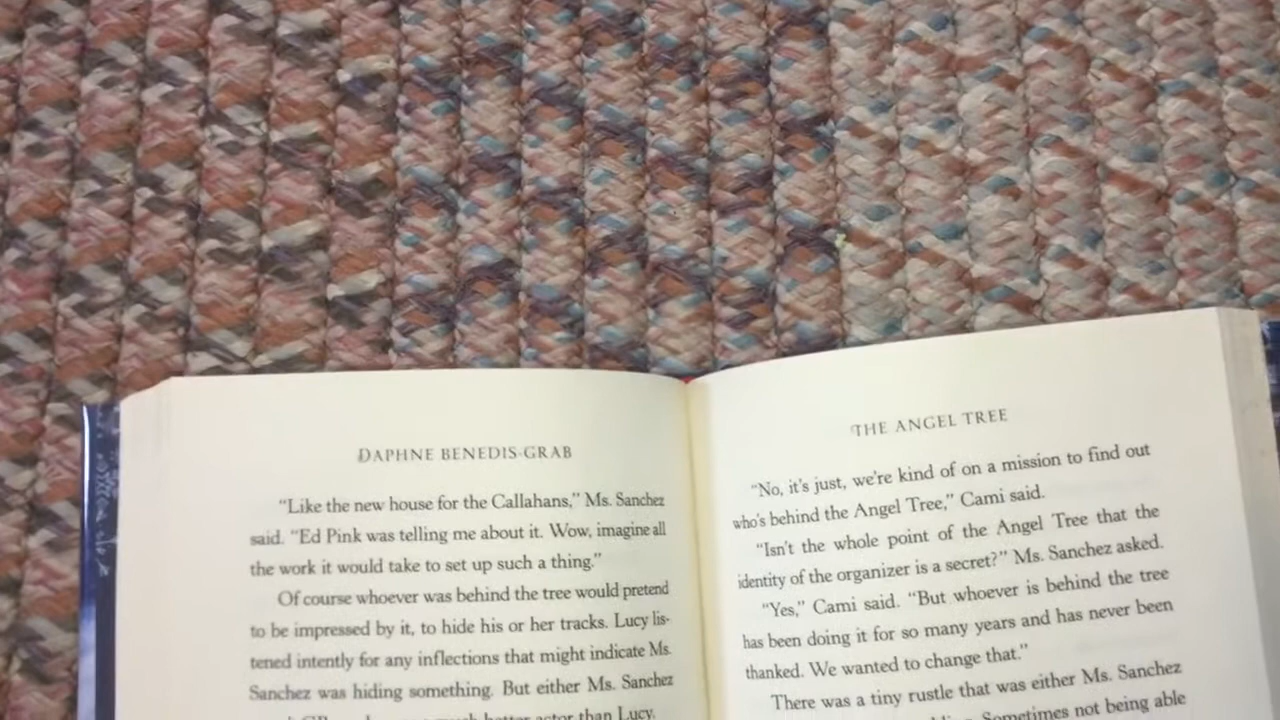 DAPHNE BENEDIS-GRAB
"Like the new house for the Callahans," Ms. Sanchez
said. "Ed Pink was telling me about it. Wow, imagine all
the work it would take to set up such a thing."
Of course whoever was behind the tree would pretend
to be impressed by it, to hide his or her tracks. Lucy lis-
tened intently for any inflections that might indicate Ms.
Sanchez was hiding something. But either Ms. Sanchez
better actor than Lucy.
THE ANGEL TREE
"No, it's just, we're kind of on a mission to find out
who's behind the Angel Tree," Cami said.
"Isn't the whole point of the Angel Tree that the
identity of the organizer is a secret?" Ms. Sanchez asked.
"Yes," Cami said. "But whoever is behind the tree
has been doing it for so many years and has never been
thanked. We wanted to change that."
There was a tiny rustle that was either Ms. Sanchez
Sometimes not being able